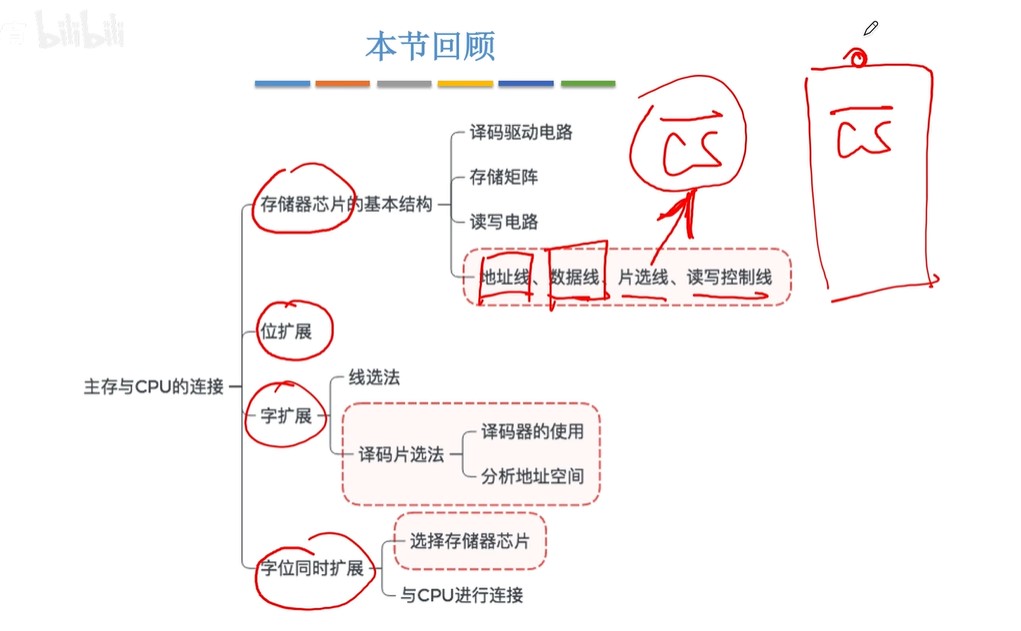 bilibili
本节回顾
译码驱动电路
存储矩阵
存储器芯片的基本结构
读写电路
地址线、数据线、片选线、读写控制线
CS
CS
位扩展
主存与CPU的连接
线选法
字扩展
译码器的使用
译码片选法
分析地址空间
选择存储器芯片
字位同时扩展
与CPU进行连接